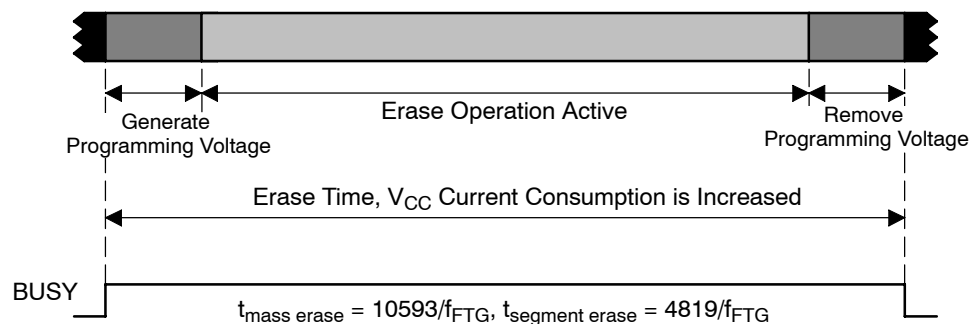 Generate
Programming Voltage
Erase Operation Active
Remove
Programming Voltage
Erase Time, VCC Current Consumption is Increased
BUSY
tmass erase = 10593/fFTG, tsegment erase = 4819/fFTG